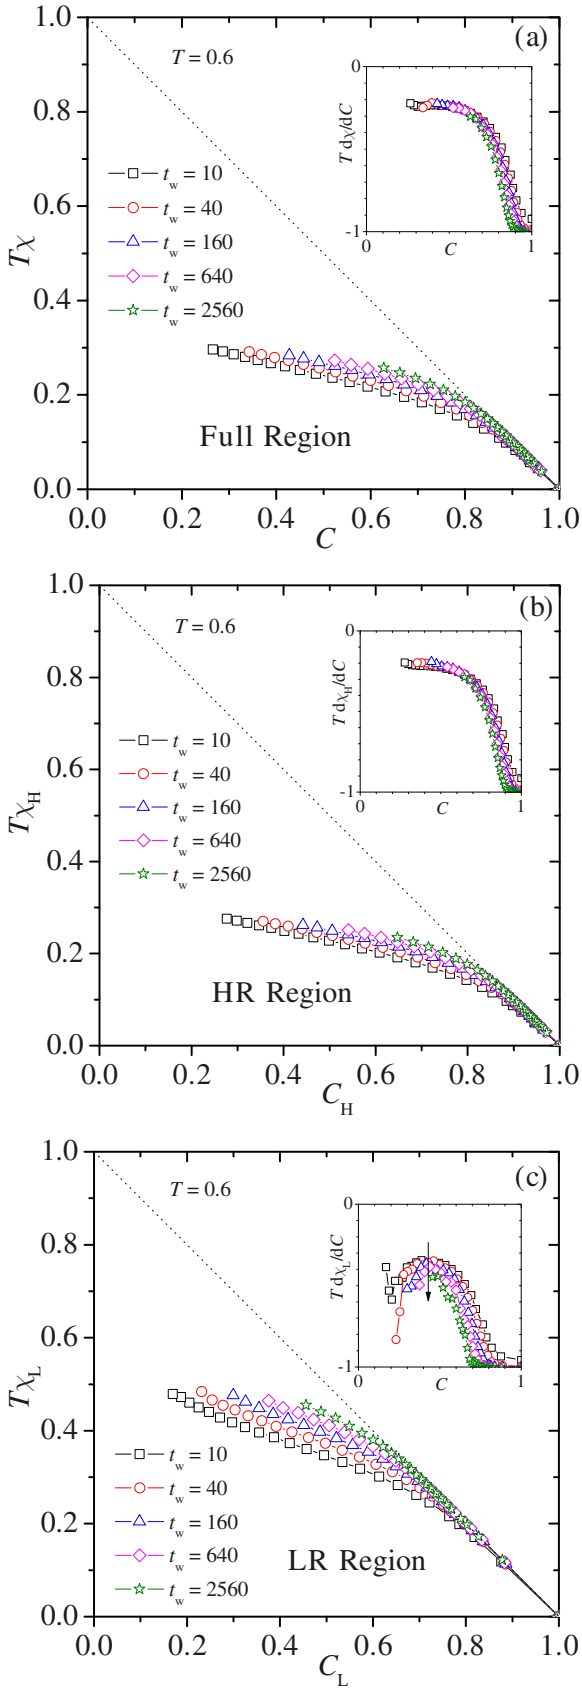 1.0
(a)
T = 0.6
0
T dχ/dC
-1
0
C
1
0.8
0.6
Tχ
0.4
0.2
0.0
t_w = 10
t_w = 40
t_w = 160
t_w = 640
t_w = 2560
Full Region
0.0 0.2 0.4 0.6 0.8 1.0
C
1.0
(b)
T = 0.6
0
T dχ_H/dC
-1
0
C
1
0.8
0.6
Tχ_H
0.4
0.2
0.0
t_w = 10
t_w = 40
t_w = 160
t_w = 640
t_w = 2560
HR Region
0.0 0.2 0.4 0.6 0.8 1.0
C_H
1.0
(c)
T = 0.6
0
T dχ_L/dC
-1
0
C
1
0.8
0.6
Tχ_L
0.4
0.2
0.0
t_w = 10
t_w = 40
t_w = 160
t_w = 640
t_w = 2560
LR Region
0.0 0.2 0.4 0.6 0.8 1.0
C_L